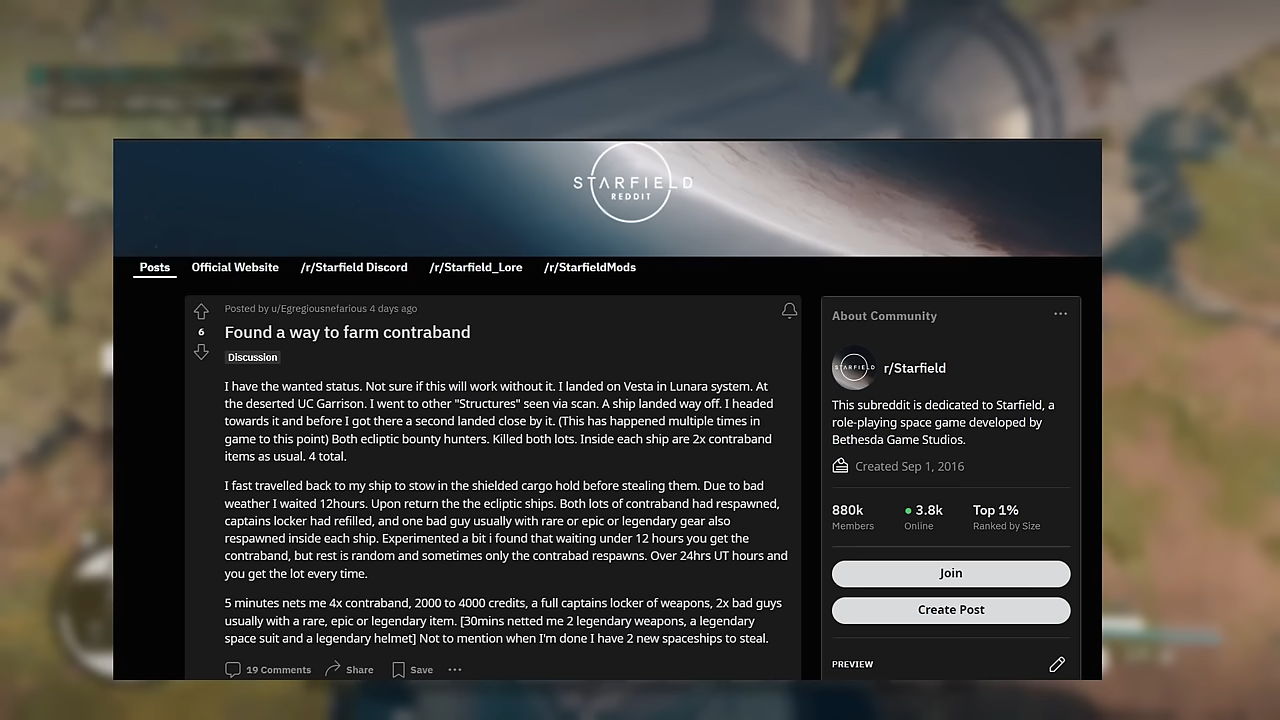 STARFIELD
REDDIT
Posts
Official Website
/r/Starfield Discord
/r/Starfield_Lore
/r/StarfieldMods
6
Posted by u/Egregiousnefarious 4 days ago
Found a way to farm contraband
Discussion
I have the wanted status. Not sure if this will work without it. I landed on Vesta in Lunara system. At
the deserted UC Garrison. I went to other "Structures" seen via scan. A ship landed way off. I headed
towards it and before I got there a second landed close by it. (This has happened multiple times in
game to this point) Both ecliptic bounty hunters. Killed both lots. Inside each ship are 2x contraband
items as usual. 4 total.
I fast travelled back to my ship to stow in the shielded cargo hold before stealing them. Due to bad
weather I waited 12hours. Upon return the the ecliptic ships. Both lots of contraband had respawned,
captains locker had refilled, and one bad guy usually with rare or epic or legendary gear also
respawned inside each ship. Experimented a bit i found that waiting under 12 hours you get the
contraband, but rest is random and sometimes only the contrabad respawns. Over 24hrs UT hours and
you get the lot every time.
5 minutes nets me 4x contraband, 2000 to 4000 credits, a full captains locker of weapons, 2x bad guys
usually with a rare, epic or legendary item. [30mins netted me 2 legendary weapons, a legendary
space suit and a legendary helmet] Not to mention when I'm done I have 2 new spaceships to steal.
19 Comments
Share
Save
About Community
STARFIELD
r/Starfield
This subreddit is dedicated to Starfield, a
role-playing space game developed by
Bethesda Game Studios.
Created Sep 1, 2016
880k
Members
3.8k
Online
Top 1%
Ranked by Size
Join
Create Post
PREVIEW